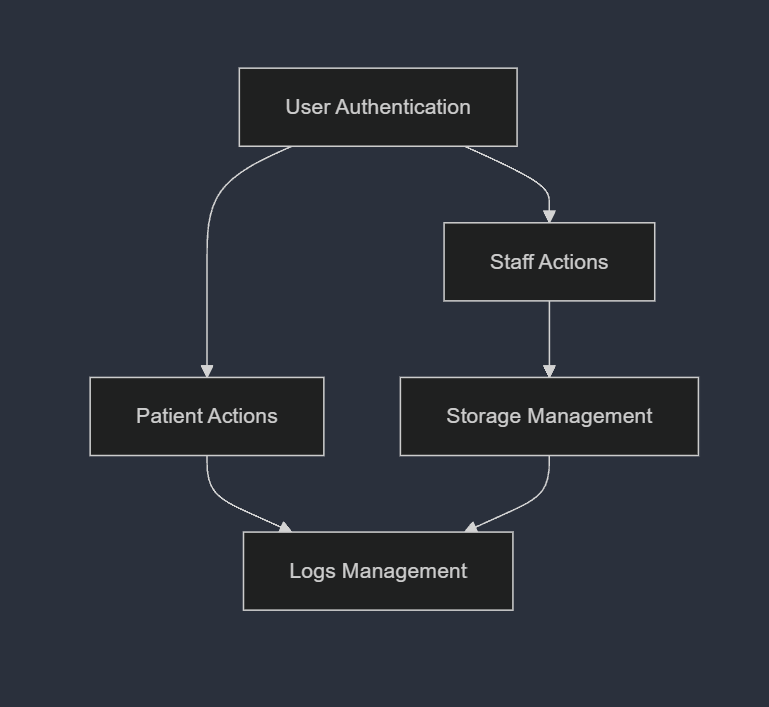 User Authentication
Staff Actions
Patient Actions
Storage Management
Logs Management